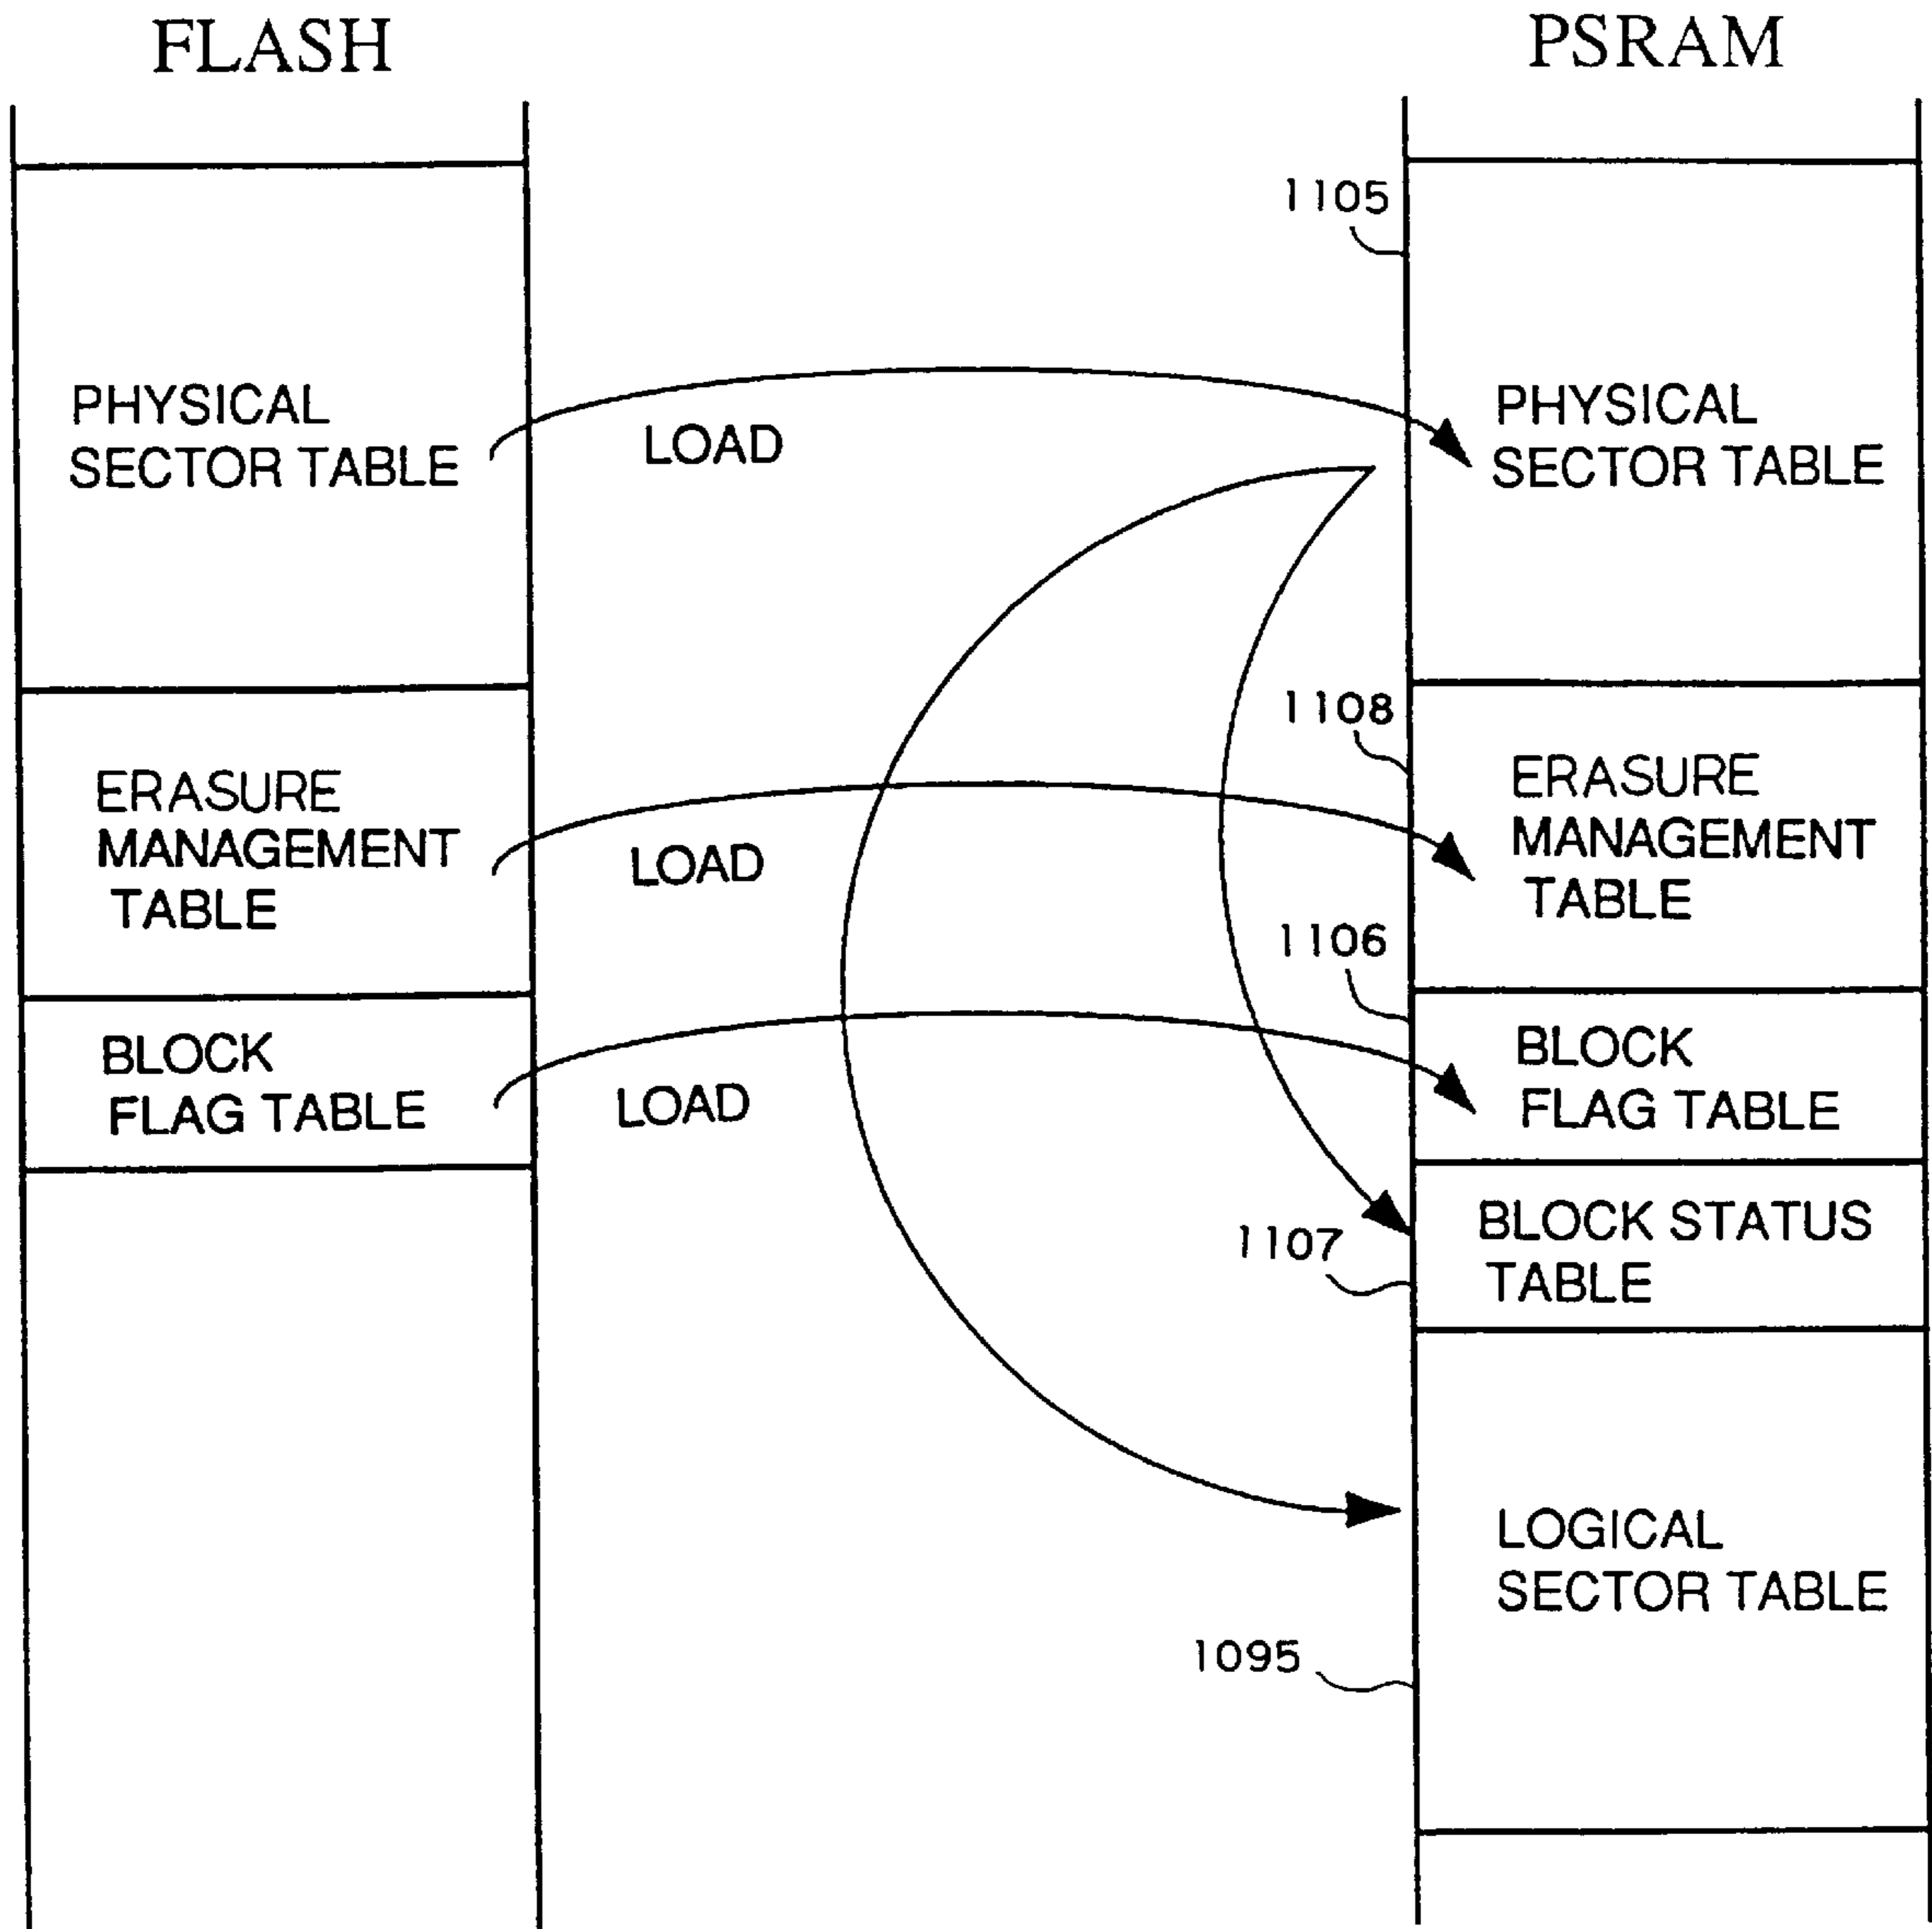 FLASH
PSRAM
PHYSICAL
SECTOR TABLE
ERASURE
MANAGEMENT
TABLE
BLOCK
FLAG TABLE
LOAD
LOAD
LOAD
1105
PHYSICAL
SECTOR TABLE
1108
ERASURE
MANAGEMENT
TABLE
1106
BLOCK
FLAG TABLE
1107
BLOCK STATUS
TABLE
LOGICAL
SECTOR TABLE
1095